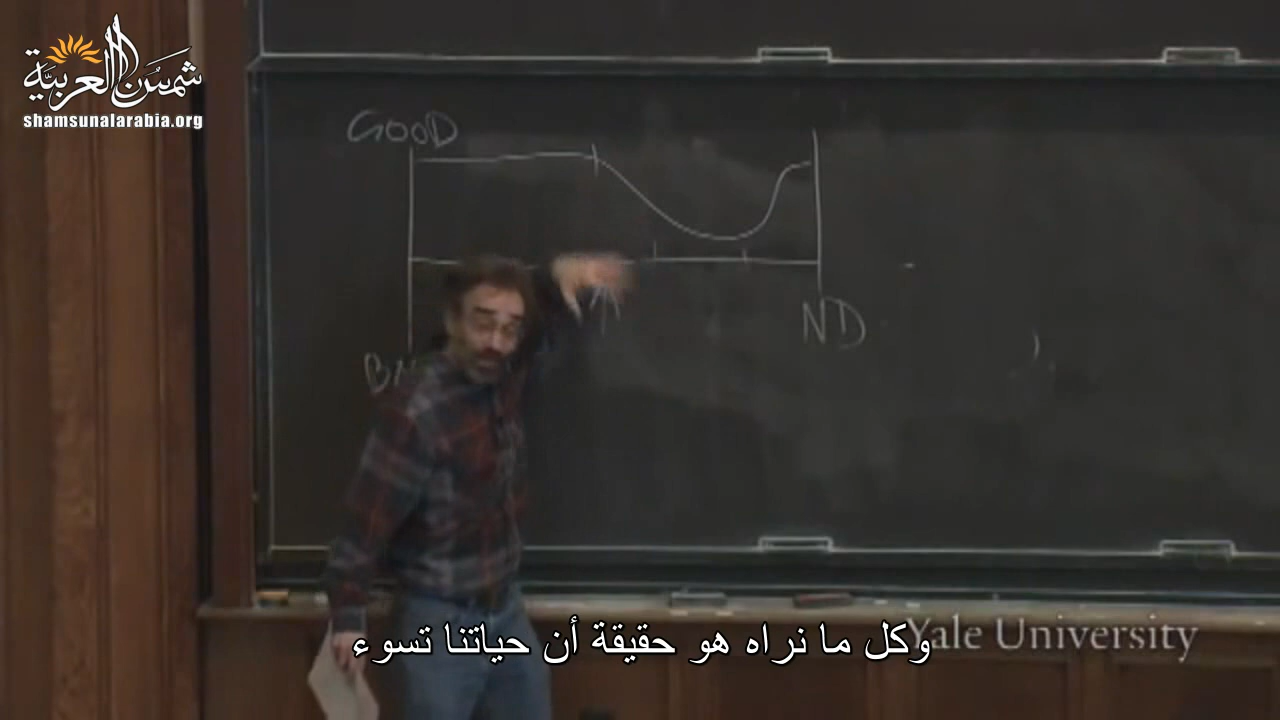 شمسُ العربيَّة
shamsunalarabia.org
GOOD
ND
وكل ما نراه هو حقيقة أن حياتنا تسوء
Yale University